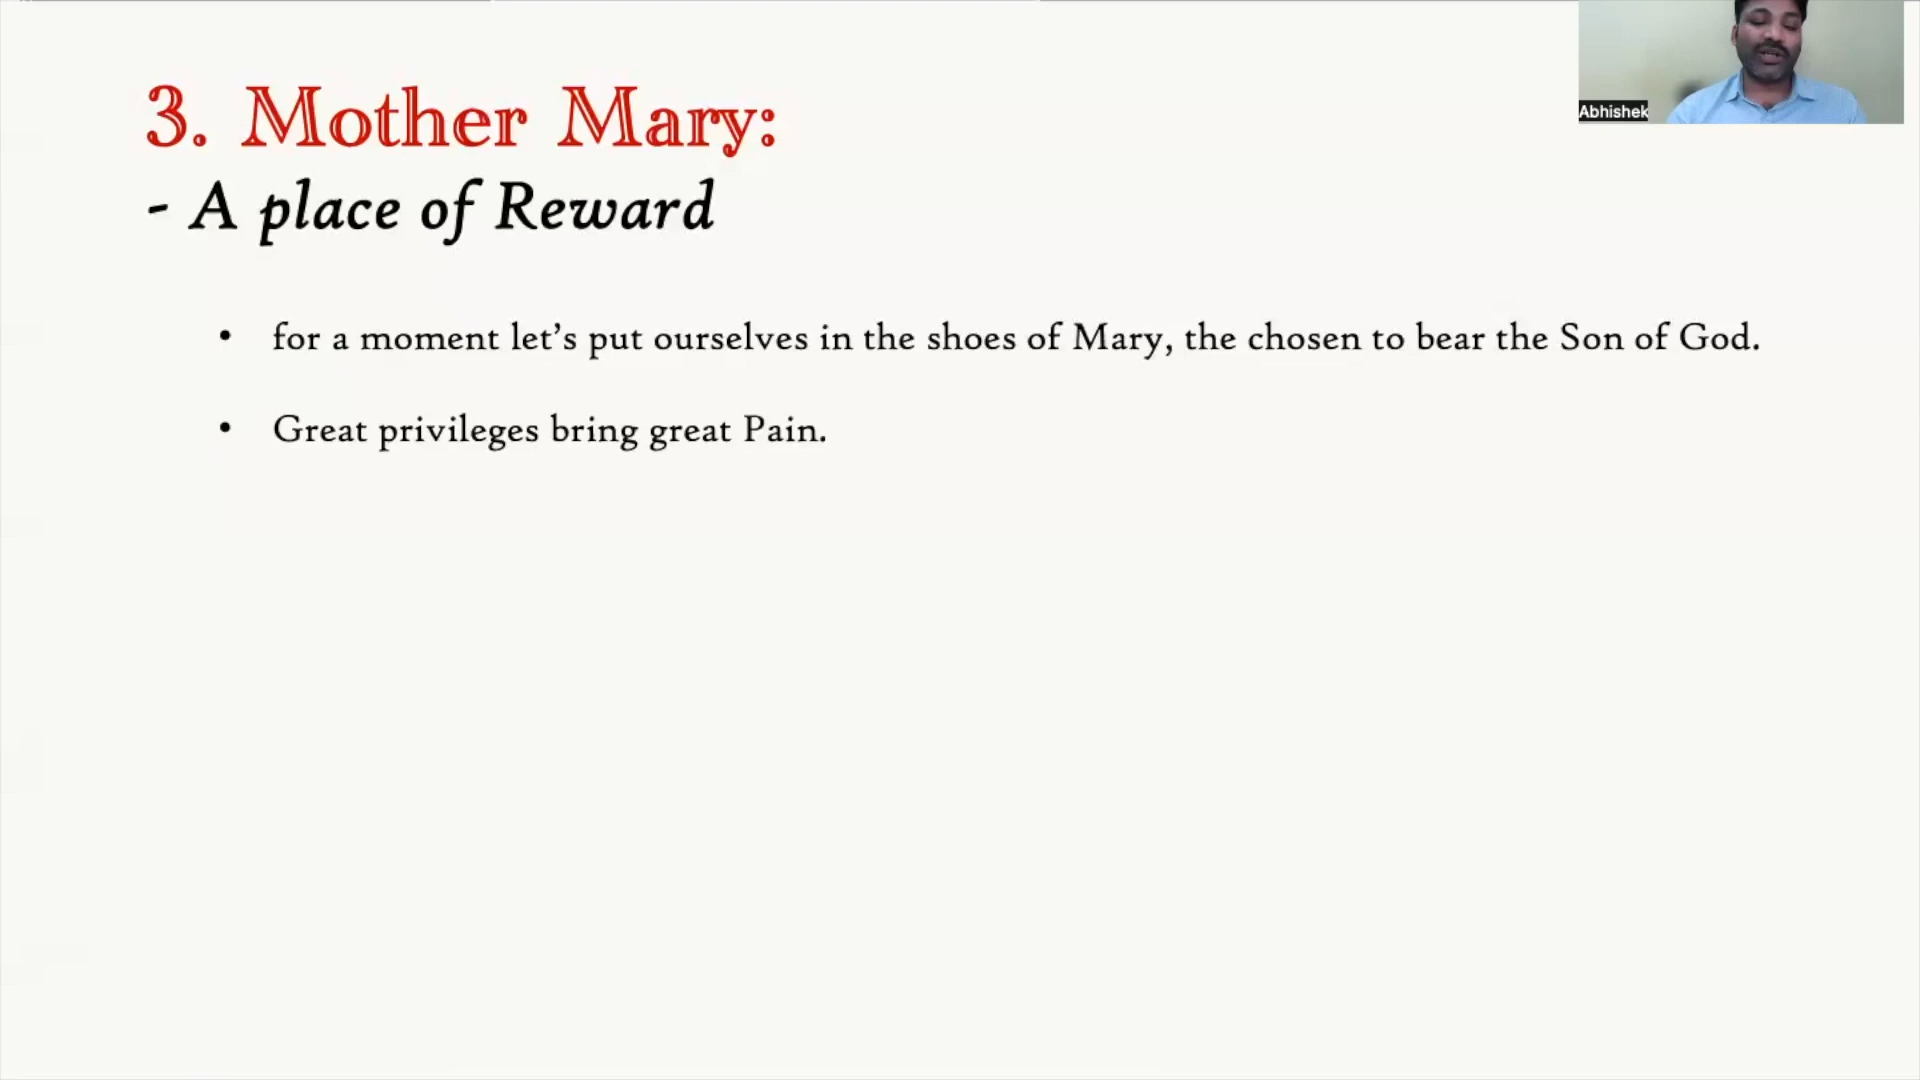 3. Mother Mary:
- A place of Reward
• for a moment let’s put ourselves in the shoes of Mary, the chosen to bear the Son of God.
• Great privileges bring great Pain.
Abhishek